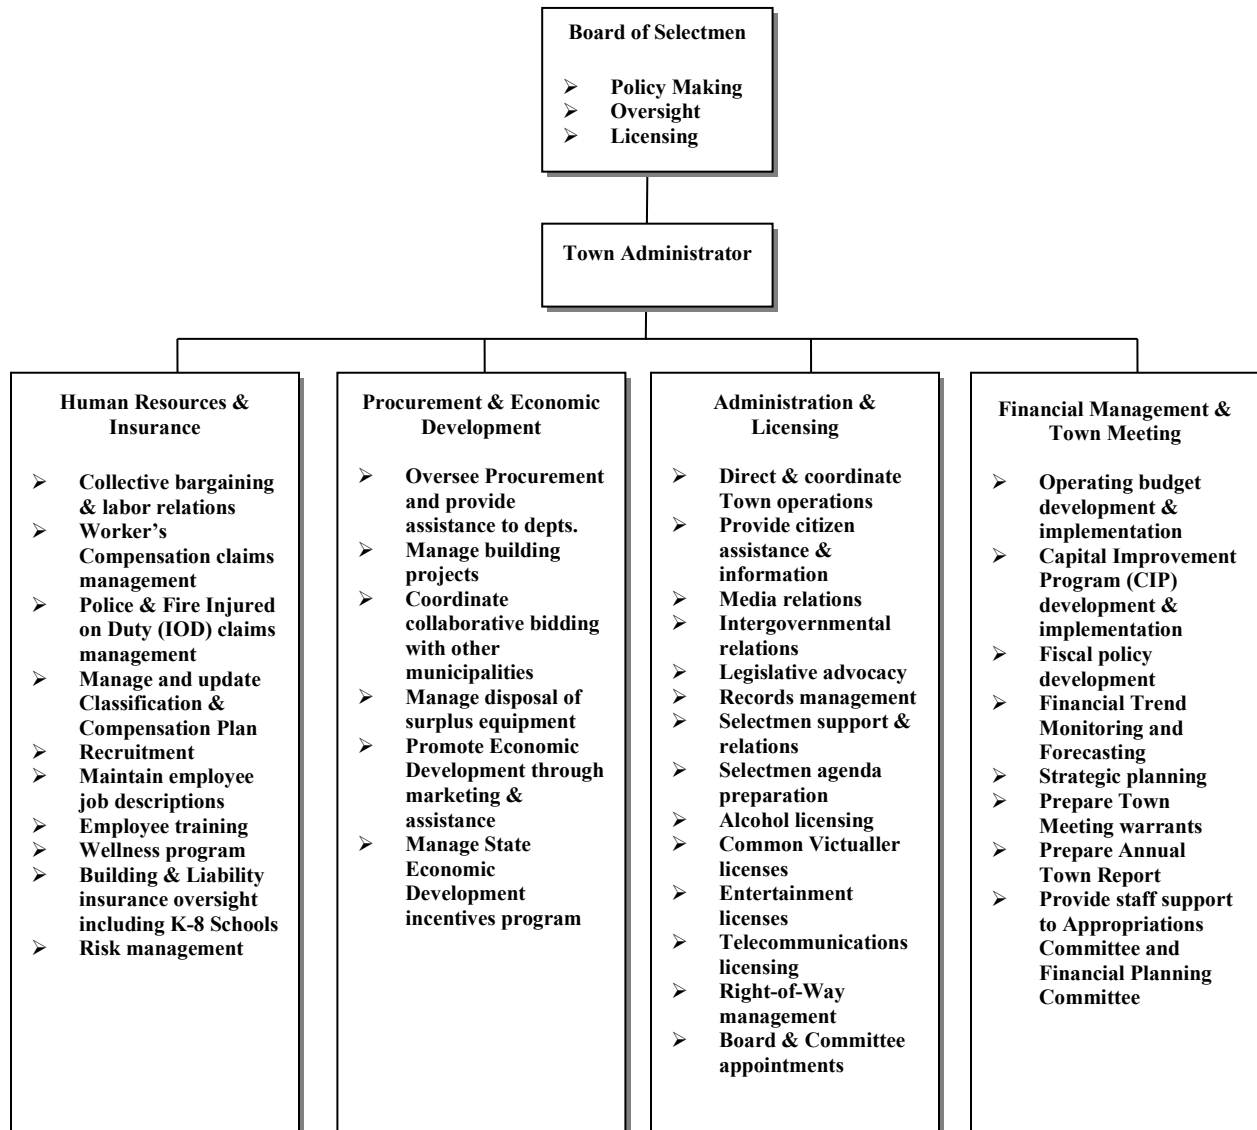 Board of Selectmen
➢ Policy Making
➢ Oversight
➢ Licensing
Town Administrator
Human Resources &
Insurance
➢ Collective bargaining
& labor relations
➢ Worker’s
Compensation claims
management
➢ Police & Fire Injured
on Duty (IOD) claims
management
➢ Manage and update
Classification &
Compensation Plan
➢ Recruitment
➢ Maintain employee
job descriptions
➢ Employee training
➢ Wellness program
➢ Building & Liability
insurance oversight
including K-8 Schools
➢ Risk management
Procurement & Economic
Development
➢ Oversee Procurement
and provide
assistance to depts.
➢ Manage building
projects
➢ Coordinate
collaborative bidding
with other
municipalities
➢ Manage disposal of
surplus equipment
➢ Promote Economic
Development through
marketing &
assistance
➢ Manage State
Economic
Development
incentives program
Administration &
Licensing
➢ Direct & coordinate
Town operations
➢ Provide citizen
assistance &
information
➢ Media relations
➢ Intergovernmental
relations
➢ Legislative advocacy
➢ Records management
➢ Selectmen support &
relations
➢ Selectmen agenda
preparation
➢ Alcohol licensing
➢ Common Victualler
licenses
➢ Entertainment
licenses
➢ Telecommunications
licensing
➢ Right-of-Way
management
➢ Board & Committee
appointments
Financial Management &
Town Meeting
➢ Operating budget
development &
implementation
➢ Capital Improvement
Program (CIP)
development &
implementation
➢ Fiscal policy
development
➢ Financial Trend
Monitoring and
Forecasting
➢ Strategic planning
➢ Prepare Town
Meeting warrants
➢ Prepare Annual
Town Report
➢ Provide staff support
to Appropriations
Committee and
Financial Planning
Committee